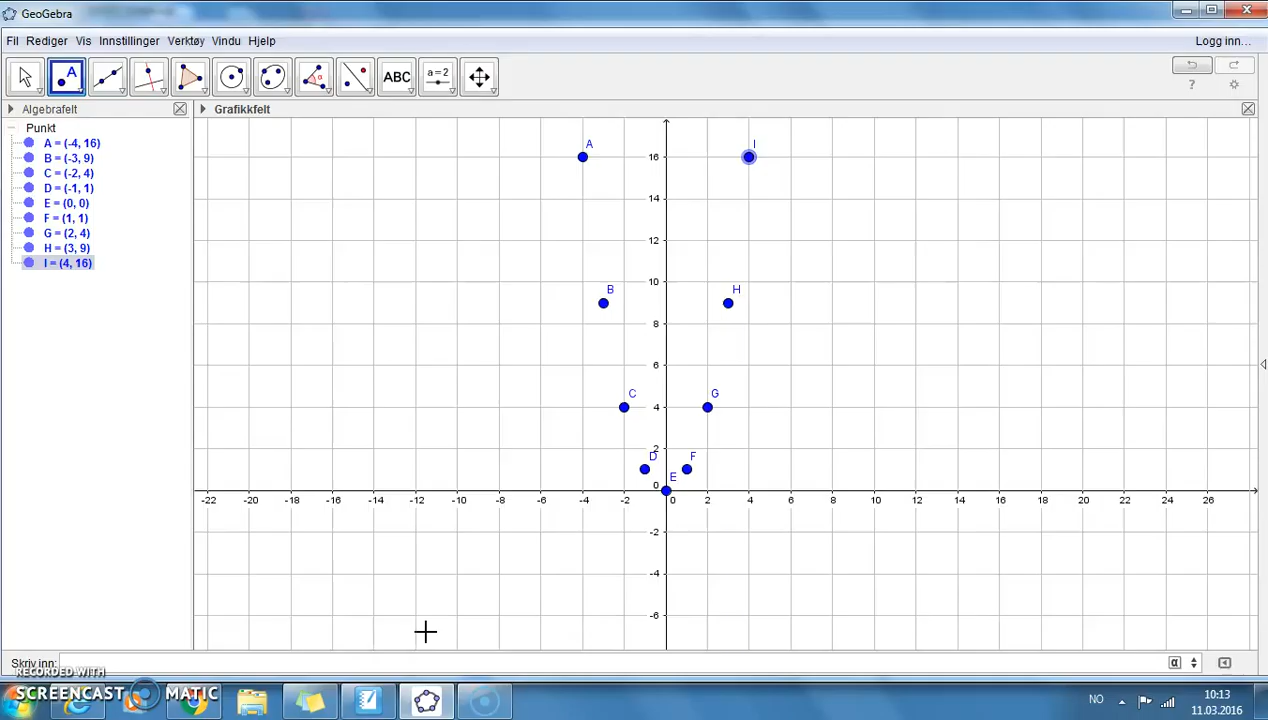 GeoGebra
Fil Rediger Vis Innstillinger Verktøy Vindu Hjelp Logg inn...
A α ABC a=2
?
Algebrafelt Grafikkfelt
Punkt
A = (-4, 16)
B = (-3, 9)
C = (-2, 4)
D = (-1, 1)
E = (0, 0)
F = (1, 1)
G = (2, 4)
H = (3, 9)
I = (4, 16)
A I
16
14
12
B 10 H
8
6
C 4 G
2
D F
0 E
-22 -20 -18 -16 -14 -12 -10 -8 -6 -4 -2 0 2 4 6 8 10 12 14 16 18 20 22 24 26
-2
-4
-6
Skriv inn: α
RECORDED WITH
SCREENCAST MATIC
NO 10:13
11.03.2016